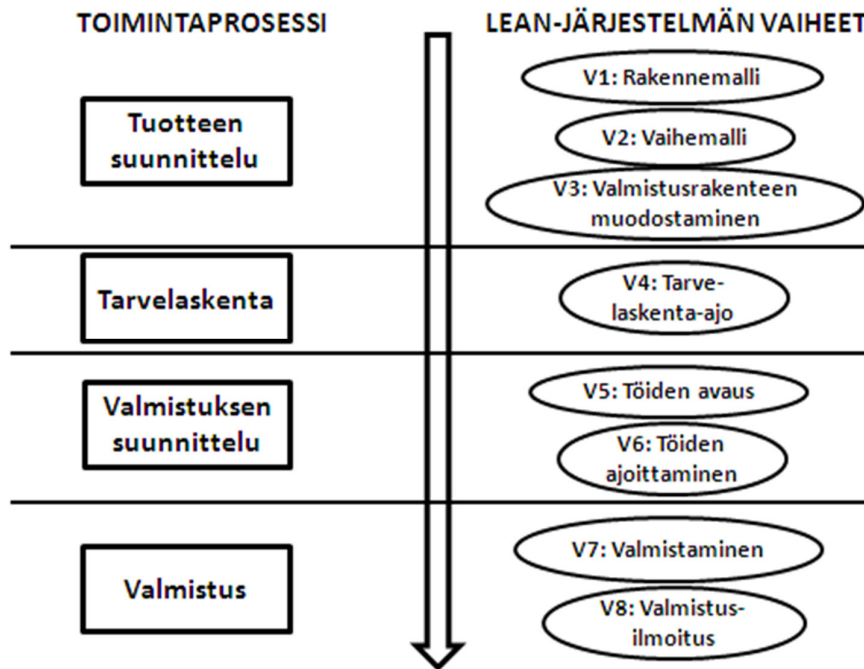 TOIMINTAPROSESSI
LEAN-JÄRJESTELMÄN VAIHEET
Tuotteen
suunnittelu
V1: Rakennemalli
V2: Vaihemalli
V3: Valmistusrakenteen
muodostaminen
Tarvelaskenta
V4: Tarve-
laskenta-ajo
Valmistuksen
suunnittelu
V5: Töiden avaus
V6: Töiden
ajoittaminen
Valmistus
V7: Valmistaminen
V8: Valmistus-
ilmoitus